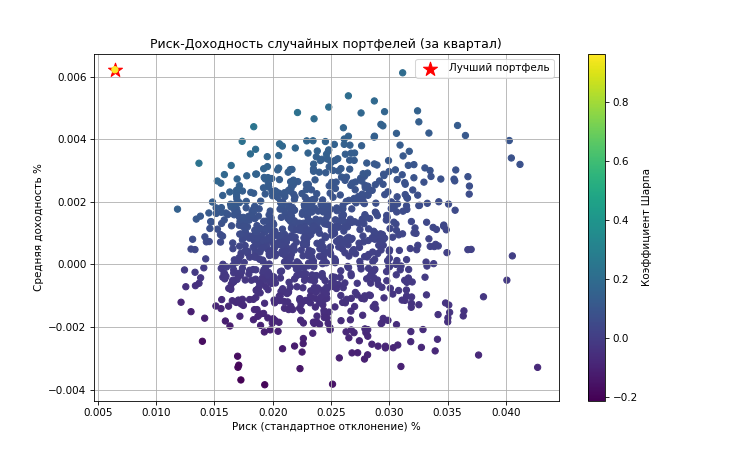 Риск-Доходность случайных портфелей (за квартал)
Лучший портфель
Средняя доходность %
0.006
0.004
0.002
0.000
−0.002
−0.004
0.005 0.010 0.015 0.020 0.025 0.030 0.035 0.040
Риск (стандартное отклонение) %
0.8
0.6
0.4
0.2
0.0
−0.2
Коэффициент Шарпа